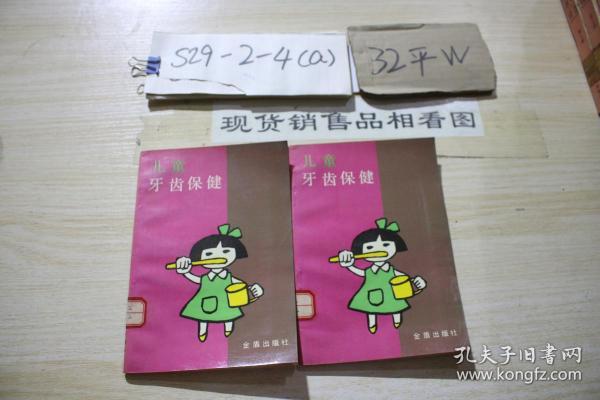 S29-2-4(a)
32平W
现货销售品相看图
儿童
牙齿保健
金盾出版社
儿童
牙齿保健
金盾出版社
孔夫子旧书网
www.kongfz.com